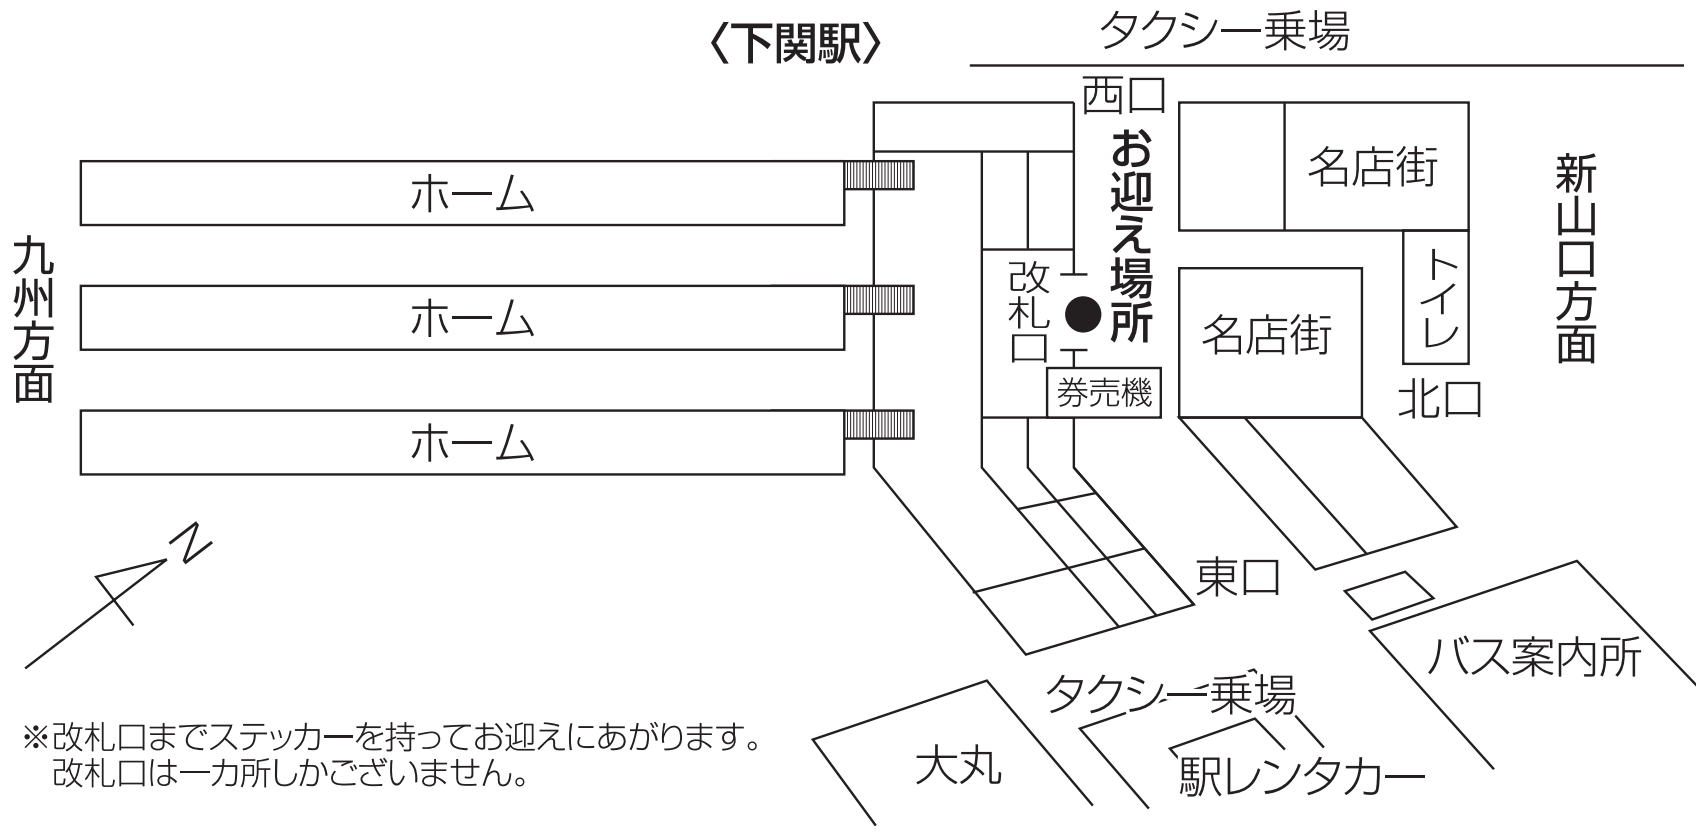 〈下関駅〉
タクシー乗場
西口
お迎え場所
名店街
新山口方面
ホーム
九州方面
改札口
トイレ
ホーム
名店街
券売機
北口
ホーム
N
東口
バス案内所
タクシー乗場
※改札口までステッカーを持ってお迎えにあがります。
改札口は一カ所しかございません。
大丸
駅レンタカー